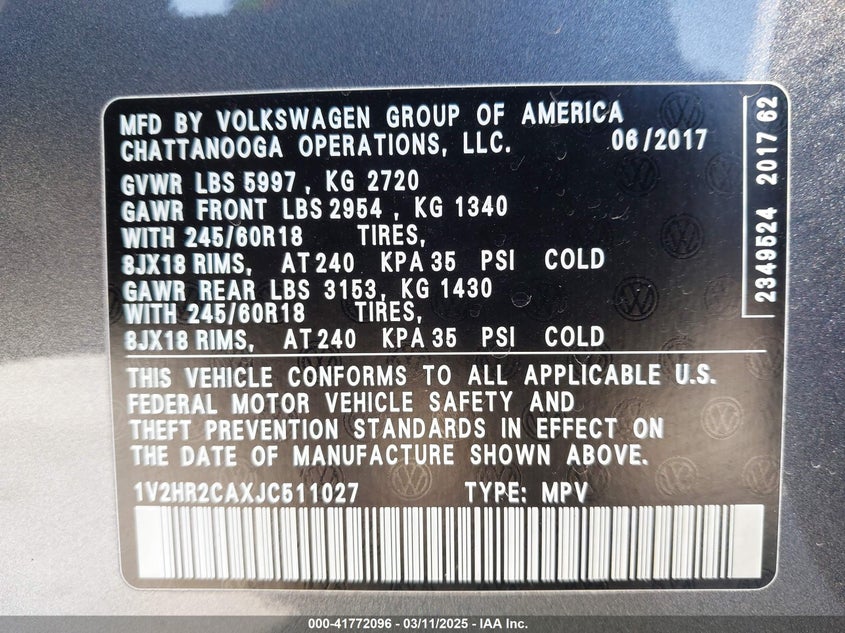 MFD BY VOLKSWAGEN GROUP OF AMERICA
CHATTANOOGA OPERATIONS, LLC. 06/2017
GVWR LBS 5997, KG 2720
GAWR FRONT LBS 2954, KG 1340
WITH 245/60R18 TIRES,
8JX18 RIMS, AT 240 KPA 35 PSI COLD
GAWR REAR LBS 3153, KG 1430
WITH 245/60R18 TIRES,
8JX18 RIMS, AT 240 KPA 35 PSI COLD
2349524 2017 62
THIS VEHICLE CONFORMS TO ALL APPLICABLE U.S.
FEDERAL MOTOR VEHICLE SAFETY AND
THEFT PREVENTION STANDARDS IN EFFECT ON
THE DATE OF MANUFACTURE SHOWN ABOVE.
1V2HR2CAXJC511027 TYPE: MPV
000-41772096 - 03/11/2025 - IAA Inc.